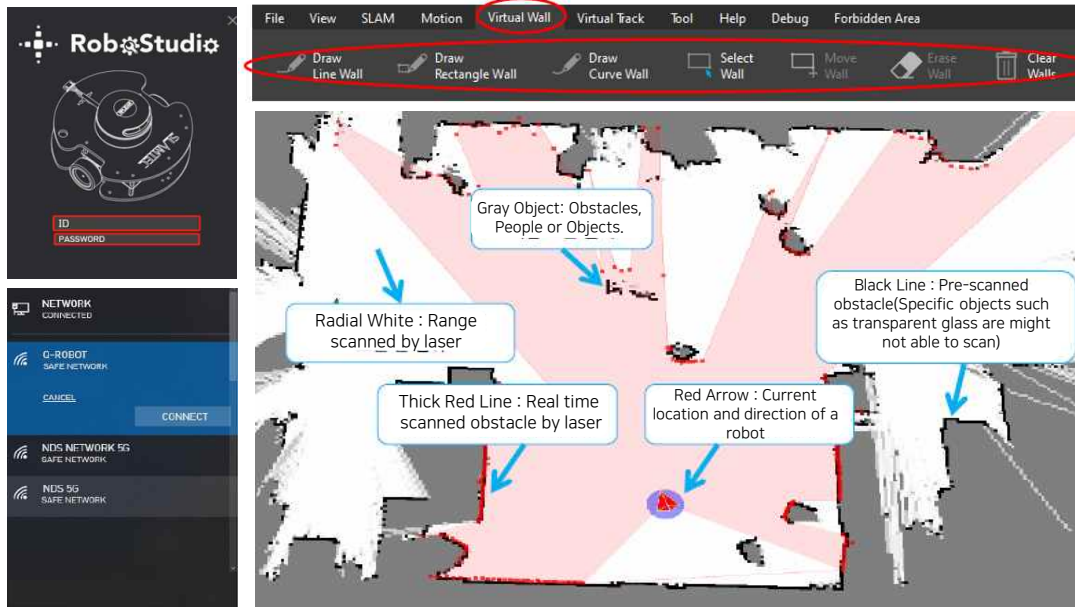 RoboStudio
SLAMTEC
ID
PASSWORD
NETWORK
CONNECTED
Q-ROBOT
SAFE NETWORK
CANCEL
CONNECT
NDS NETWORK 5G
SAFE NETWORK
NDS 5G
SAFE NETWORK
File View SLAM Motion Virtual Wall Virtual Track Tool Help Debug Forbidden Area
Draw
Line Wall
Draw
Rectangle Wall
Draw
Curve Wall
Select
Wall
Move
Wall
Erase
Wall
Clear
Walls
Gray Object: Obstacles,
People or Objects.
Radial White : Range
scanned by laser
Black Line : Pre-scanned
obstacle(Specific objects such
as transparent glass are might
not able to scan)
Thick Red Line : Real time
scanned obstacle by laser
Red Arrow : Current
location and direction of a
robot